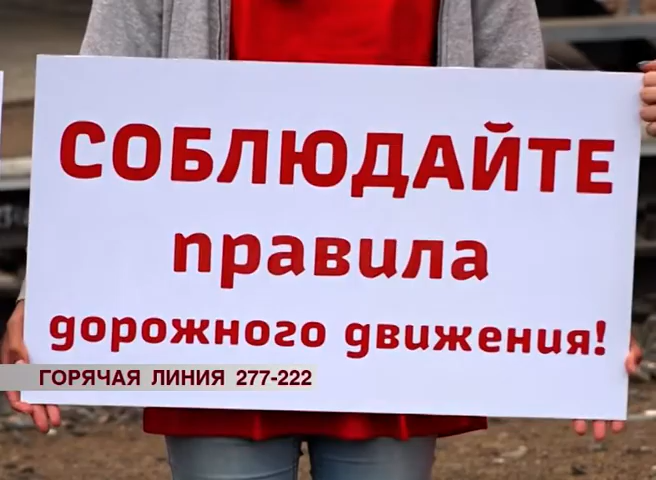 СОБЛЮДАЙТЕ
правила
дорожного движения!
ГОРЯЧАЯ ЛИНИЯ 277-222